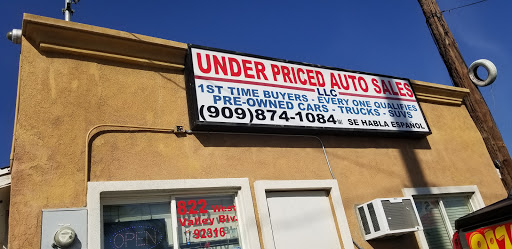 UNDER PRICED AUTO SALES
LLC
1ST TIME BUYERS - EVERY ONE QUALIFIES
PRE-OWNED CARS - TRUCKS - SUVS
(909)874-1084 SE HABLA ESPAÑOL
822 West
Valley Blv.
92316
OPEN